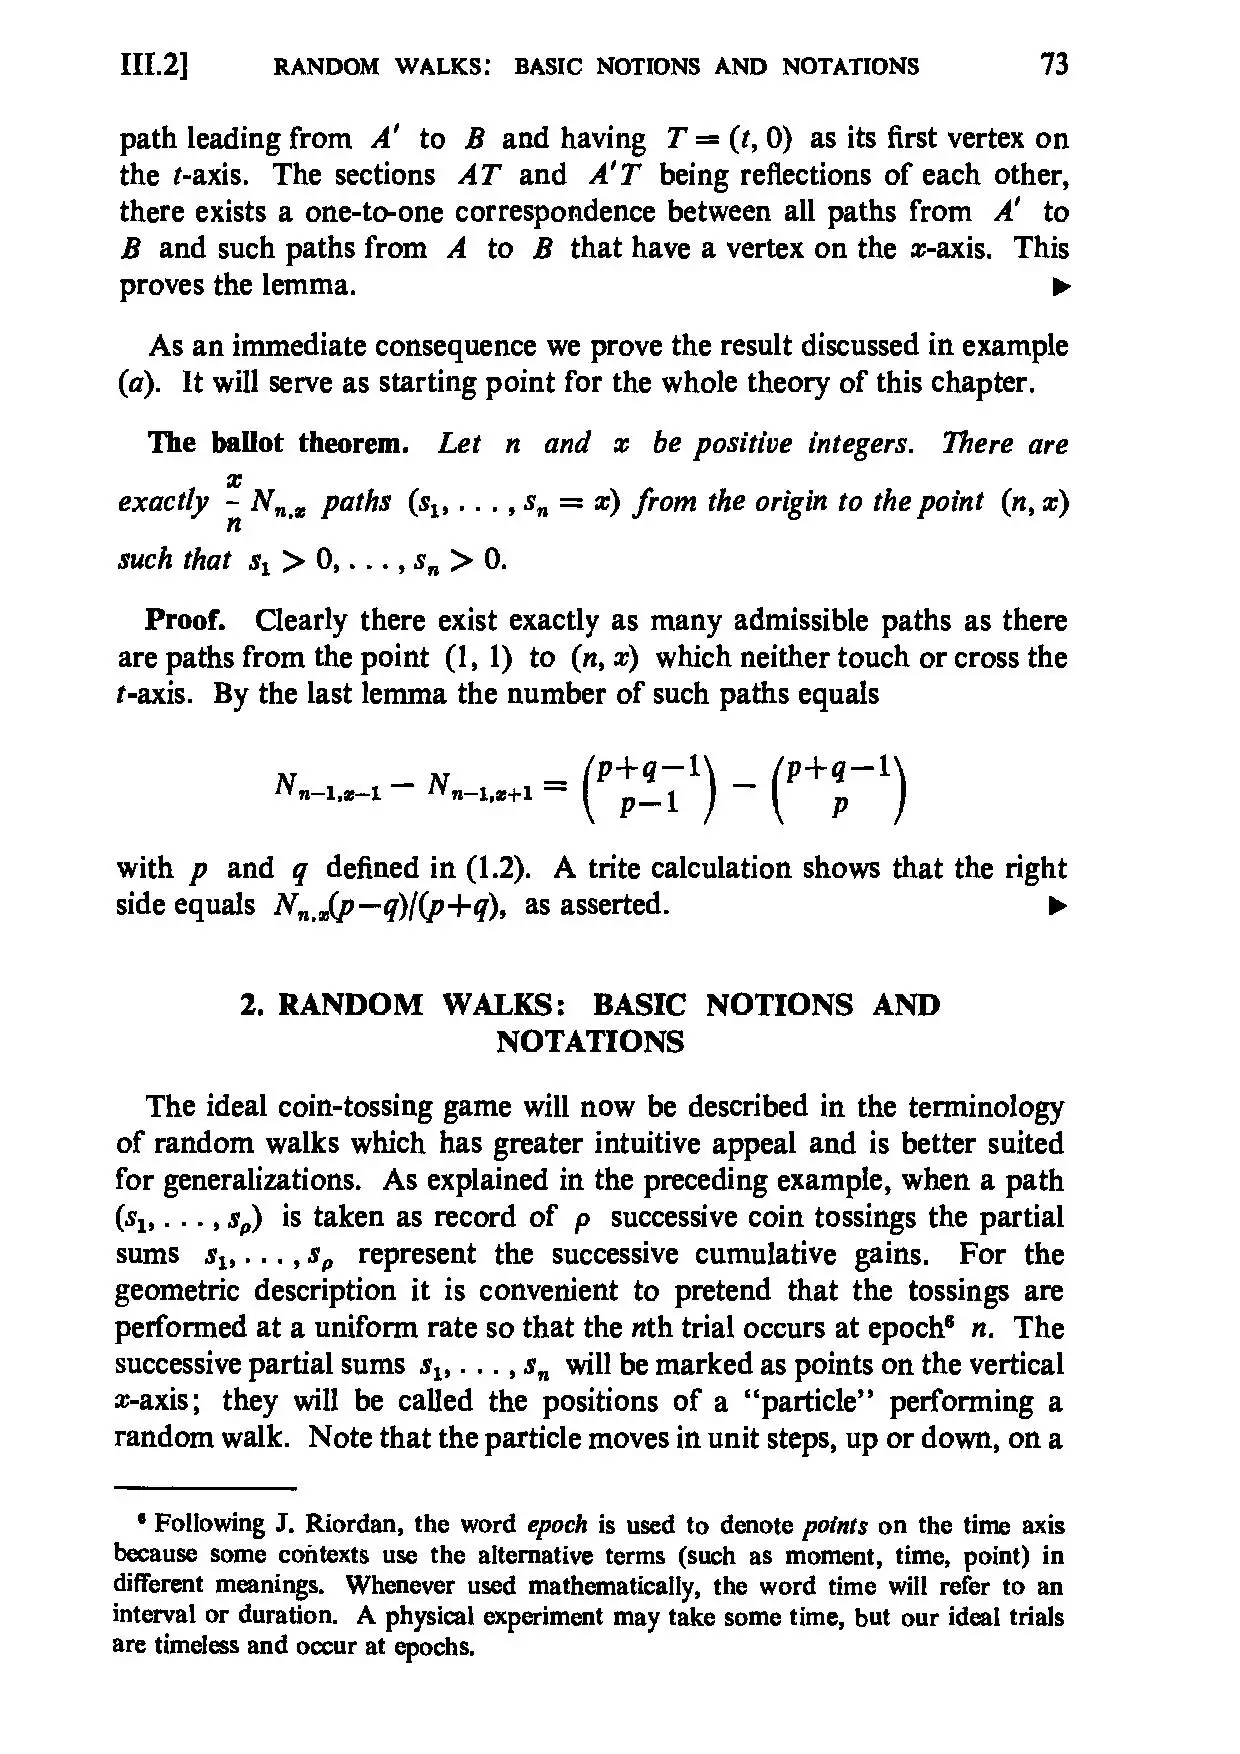 III.2] RANDOM WALKS: BASIC NOTIONS AND NOTATIONS 73
path leading from A′ to B and having T = (t, 0) as its first vertex on
the t-axis. The sections AT and A′T being reflections of each other,
there exists a one-to-one correspondence between all paths from A′ to
B and such paths from A to B that have a vertex on the x-axis. This
proves the lemma. ►
As an immediate consequence we prove the result discussed in example
(a). It will serve as starting point for the whole theory of this chapter.
The ballot theorem. Let n and x be positive integers. There are
exactly \frac{x}{n} N_{n,x} paths (s_1, . . . , s_n = x) from the origin to the point (n, x)
such that s_1 > 0, . . . , s_n > 0.
Proof. Clearly there exist exactly as many admissible paths as there
are paths from the point (1, 1) to (n, x) which neither touch or cross the
t-axis. By the last lemma the number of such paths equals
N_{n-1,x-1} − N_{n-1,x+1} = \binom{p+q-1}{p-1} − \binom{p+q-1}{p}
with p and q defined in (1.2). A trite calculation shows that the right
side equals N_{n,x}(p−q)/(p+q), as asserted. ►
2. RANDOM WALKS: BASIC NOTIONS AND
NOTATIONS
The ideal coin-tossing game will now be described in the terminology
of random walks which has greater intuitive appeal and is better suited
for generalizations. As explained in the preceding example, when a path
(s_1, . . . , s_ρ) is taken as record of ρ successive coin tossings the partial
sums s_1, . . . , s_ρ represent the successive cumulative gains. For the
geometric description it is convenient to pretend that the tossings are
performed at a uniform rate so that the nth trial occurs at epoch⁶ n. The
successive partial sums s_1, . . . , s_n will be marked as points on the vertical
x-axis; they will be called the positions of a “particle” performing a
random walk. Note that the particle moves in unit steps, up or down, on a
⁶ Following J. Riordan, the word epoch is used to denote points on the time axis
because some contexts use the alternative terms (such as moment, time, point) in
different meanings. Whenever used mathematically, the word time will refer to an
interval or duration. A physical experiment may take some time, but our ideal trials
are timeless and occur at epochs.